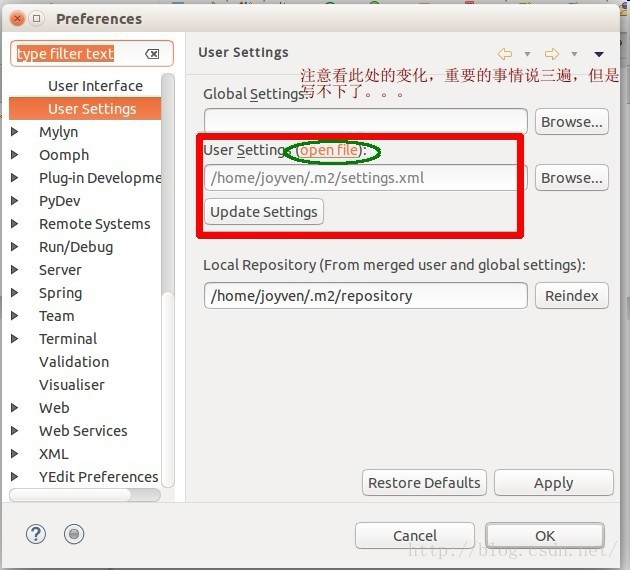 Preferences
type filter text
User Settings
注意看此处的变化，重要的事情说三遍，但是
写不下了。。。
User Interface
User Settings
Mylyn
Oomph
Plug-in Developme
PyDev
Remote Systems
Run/Debug
Server
Spring
Team
Terminal
Validation
Visualiser
Web
Web Services
XML
YEdit Preferences
Global Settings:
Browse...
User Settings (open file):
/home/joyven/.m2/settings.xml
Browse...
Update Settings
Local Repository (From merged user and global settings):
/home/joyven/.m2/repository
Reindex
Restore Defaults
Apply
Cancel
OK
http://blog.csdn.net/